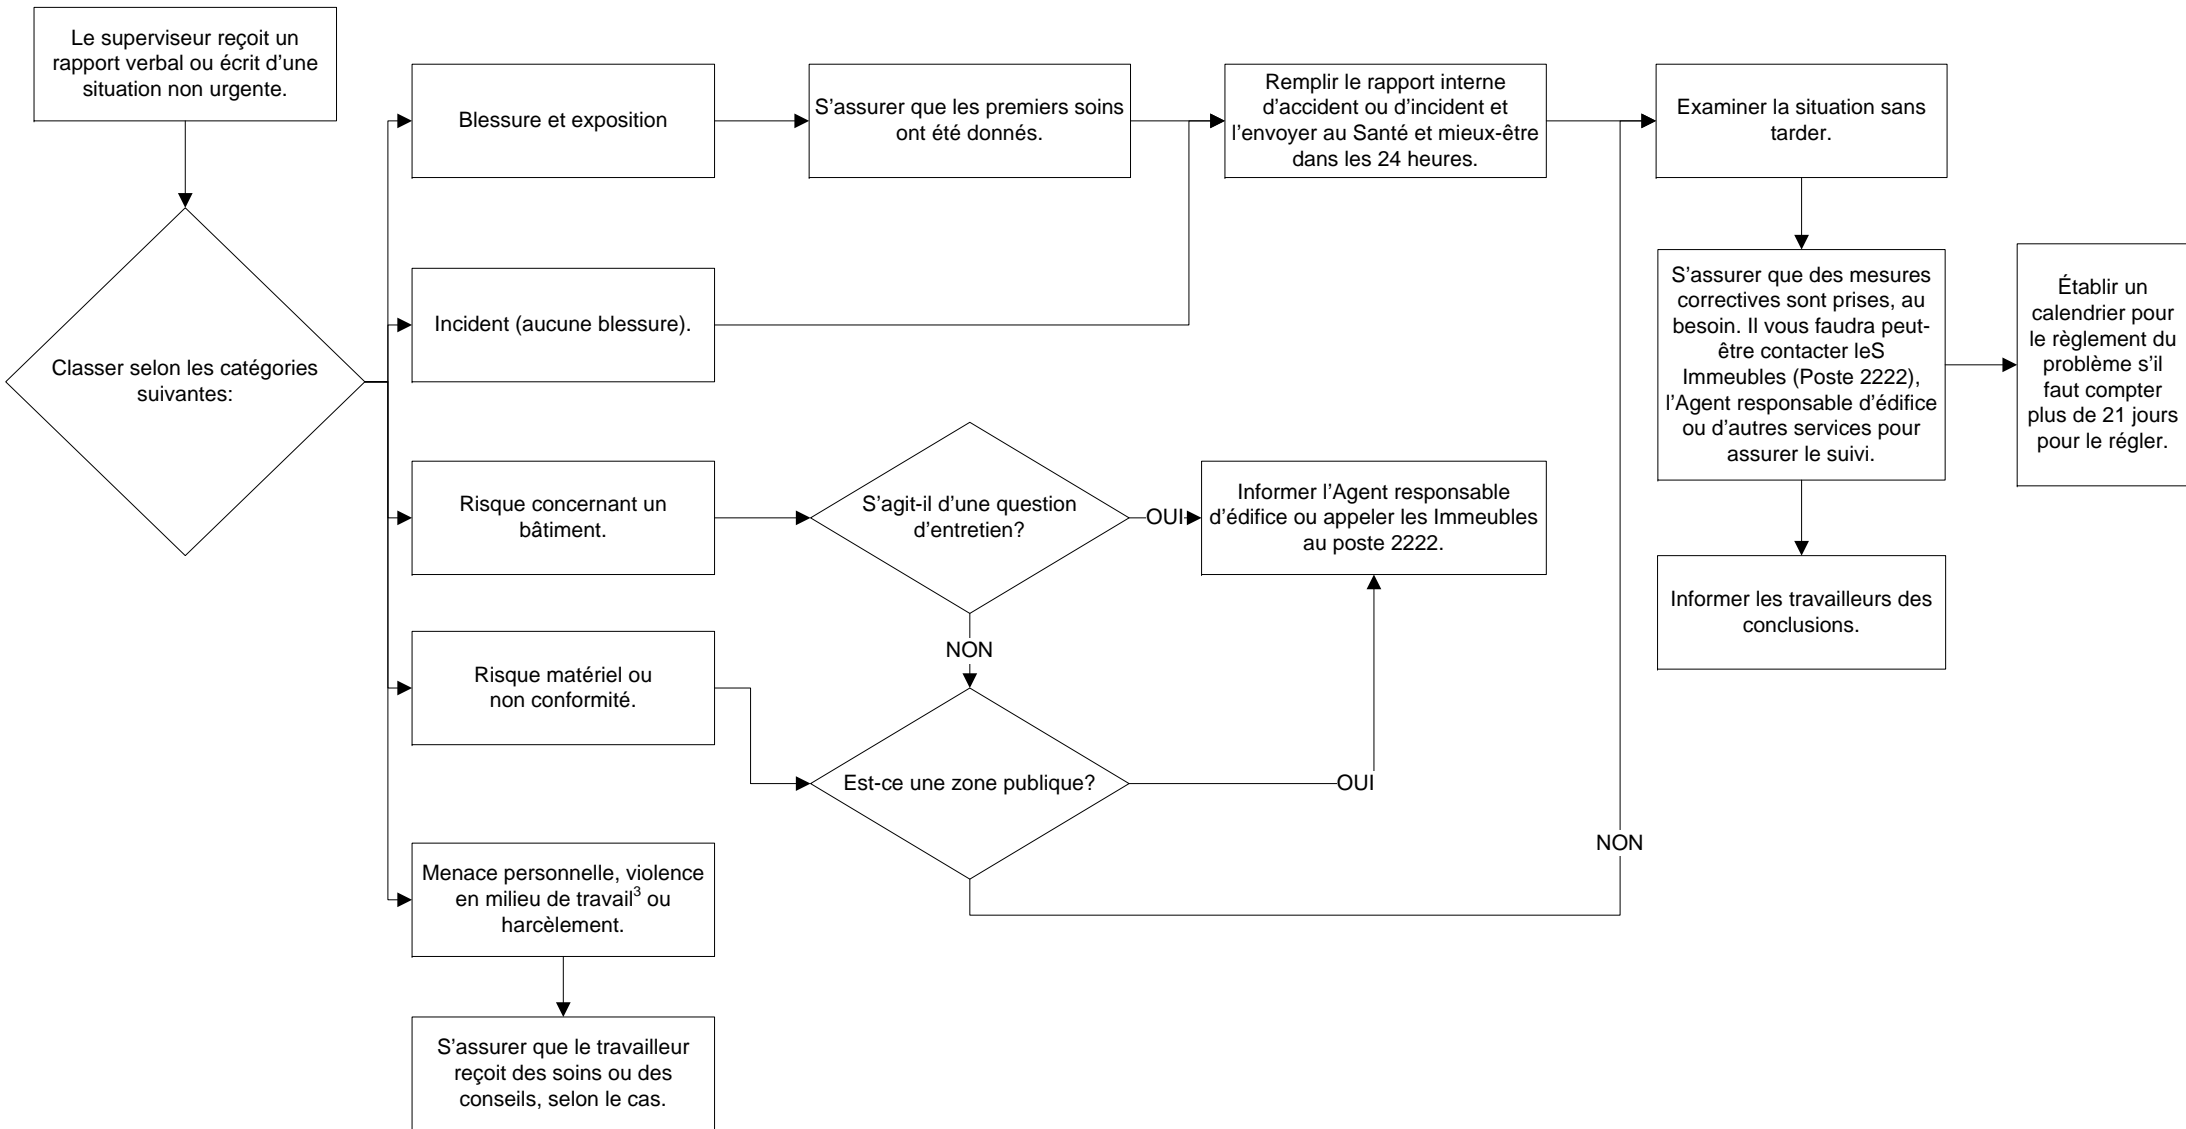 Le superviseur reçoit un
rapport verbal ou écrit d’une
situation non urgente.
Classer selon les catégories
suivantes:
Blessure et exposition
S’assurer que les premiers soins
ont été donnés.
Remplir le rapport interne
d’accident ou d’incident et
l’envoyer au Santé et mieux-être
dans les 24 heures.
Examiner la situation sans
tarder.
Incident (aucune blessure).
S’assurer que des mesures
correctives sont prises, au
besoin. Il vous faudra peut-
être contacter leS
Immeubles (Poste 2222),
l’Agent responsable d’édifice
ou d’autres services pour
assurer le suivi.
Établir un
calendrier pour
le règlement du
problème s’il
faut compter
plus de 21 jours
pour le régler.
Risque concernant un
bâtiment.
S’agit-il d’une question
d’entretien?
OUI
Informer l’Agent responsable
d’édifice ou appeler les Immeubles
au poste 2222.
Informer les travailleurs des
conclusions.
NON
Risque matériel ou
non conformité.
Est-ce une zone publique?
OUI
NON
Menace personnelle, violence
en milieu de travail³ ou
harcèlement.
S’assurer que le travailleur
reçoit des soins ou des
conseils, selon le cas.